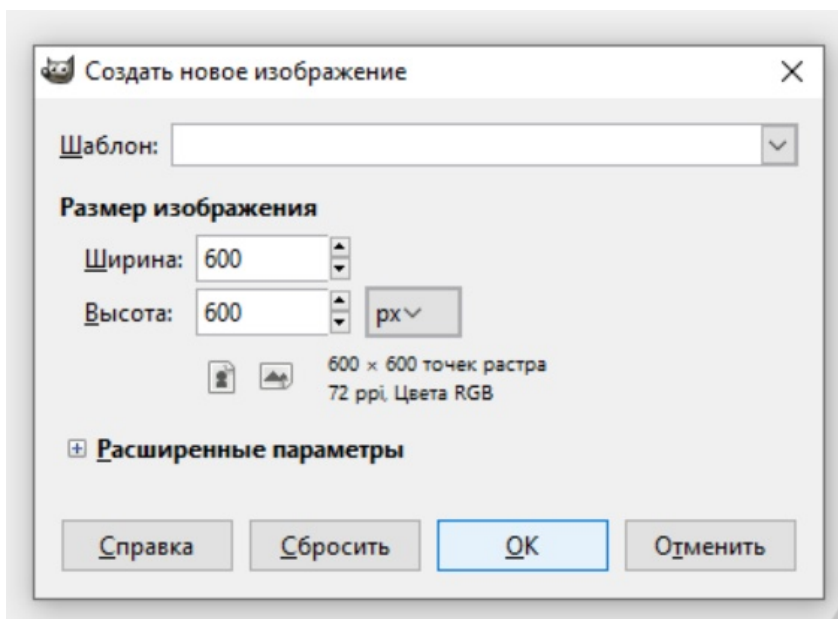 Создать новое изображение
Шаблон:
Размер изображения
Ширина: 600
Высота: 600 px
600 × 600 точек растра
72 ppi, Цвета RGB
Расширенные параметры
Справка Сбросить OK Отменить